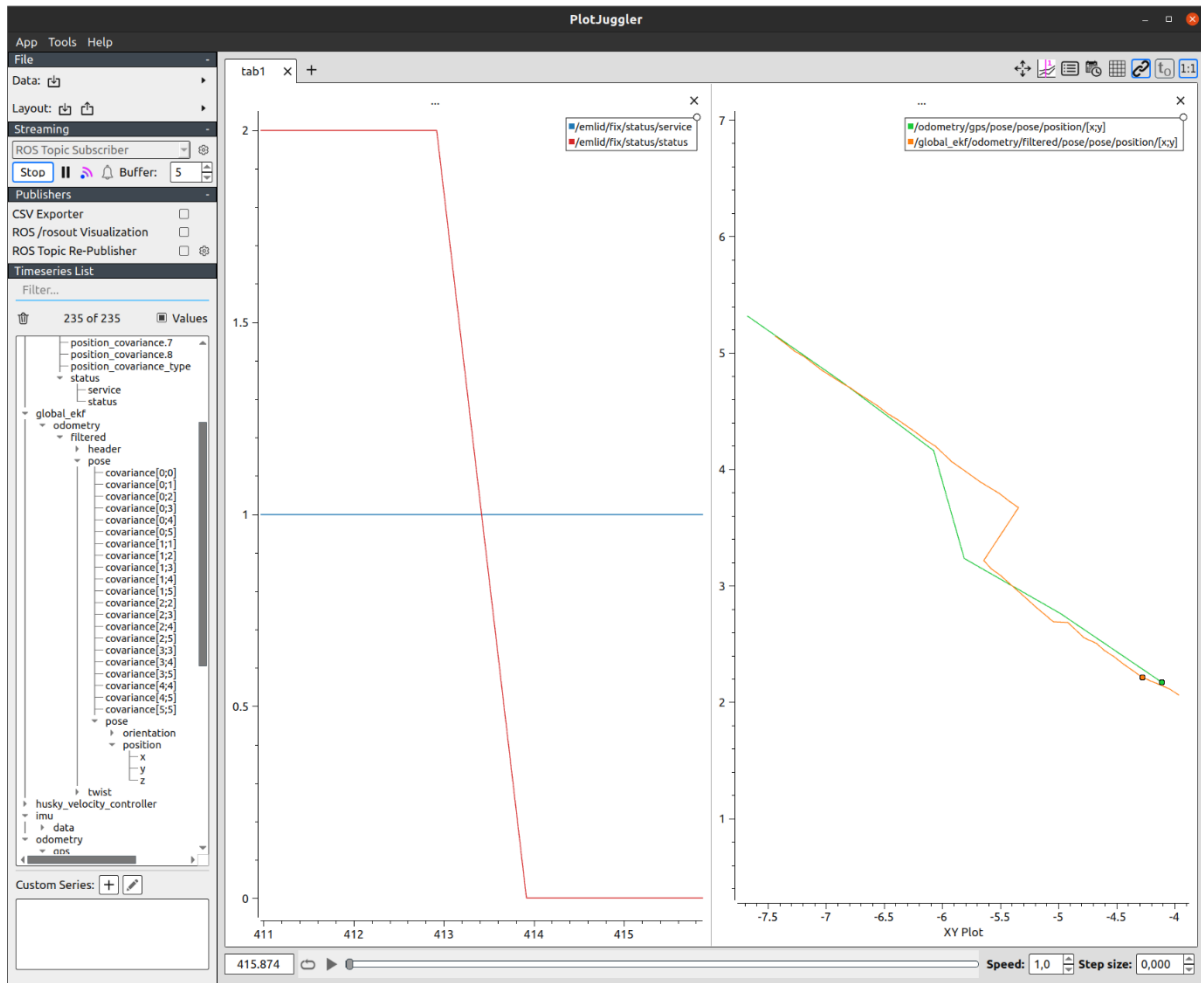 PlotJuggler
App Tools Help
File -
Data:
Layout:
Streaming -
ROS Topic Subscriber
Stop Buffer: 5
Publishers -
CSV Exporter
ROS /rosout Visualization
ROS Topic Re-Publisher
Timeseries List
Filter...
235 of 235 Values
position_covariance.7
position_covariance.8
position_covariance_type
status
service
status
global_ekf
odometry
filtered
header
pose
covariance[0;0]
covariance[0;1]
covariance[0;2]
covariance[0;3]
covariance[0;4]
covariance[0;5]
covariance[1;1]
covariance[1;2]
covariance[1;3]
covariance[1;4]
covariance[1;5]
covariance[2;2]
covariance[2;3]
covariance[2;4]
covariance[2;5]
covariance[3;3]
covariance[3;4]
covariance[3;5]
covariance[4;4]
covariance[4;5]
covariance[5;5]
pose
orientation
position
x
y
z
twist
husky_velocity_controller
imu
data
odometry
gps
Custom Series:
tab1 X +
t0 1:1
...
/emlid/fix/status/service
/emlid/fix/status/status
2
1.5
1
0.5
0
411 412 413 414 415
...
/odometry/gps/pose/pose/position/[x;y]
/global_ekf/odometry/filtered/pose/pose/position/[x;y]
7
6
5
4
3
2
1
-7.5 -7 -6.5 -6 -5.5 -5 -4.5 -4
XY Plot
415.874 Speed: 1,0 Step size: 0,000